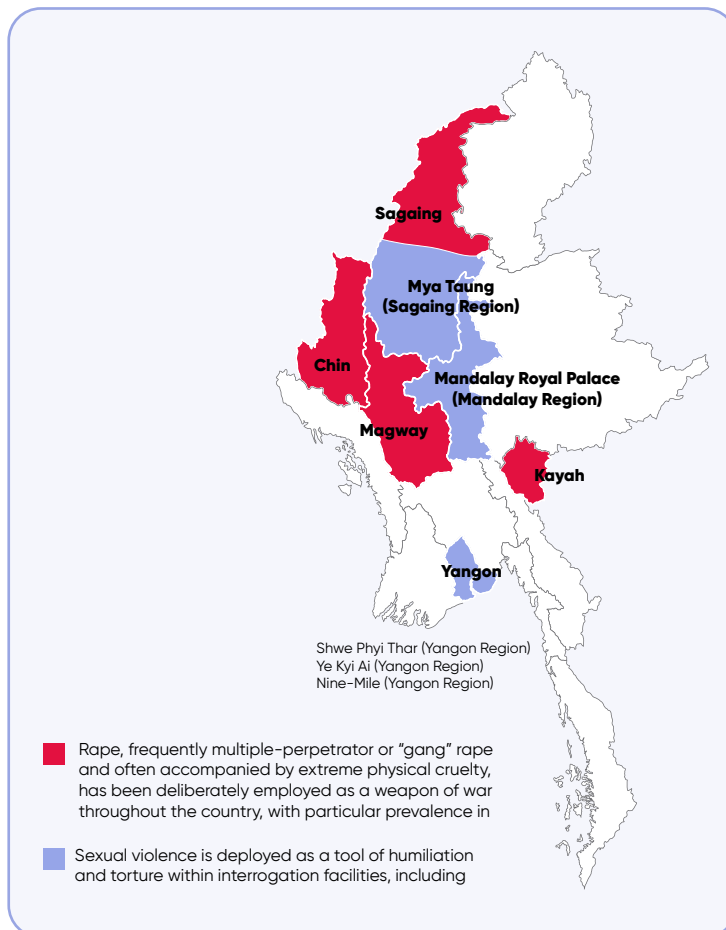 Sagaing
Mya Taung
(Sagaing Region)
Chin
Mandalay Royal Palace
(Mandalay Region)
Magway
Kayah
Yangon
Shwe Phyi Thar (Yangon Region)
Ye Kyi Ai (Yangon Region)
Nine-Mile (Yangon Region)
Rape, frequently multiple-perpetrator or “gang” rape
and often accompanied by extreme physical cruelty,
has been deliberately employed as a weapon of war
throughout the country, with particular prevalence in
Sexual violence is deployed as a tool of humiliation
and torture within interrogation facilities, including